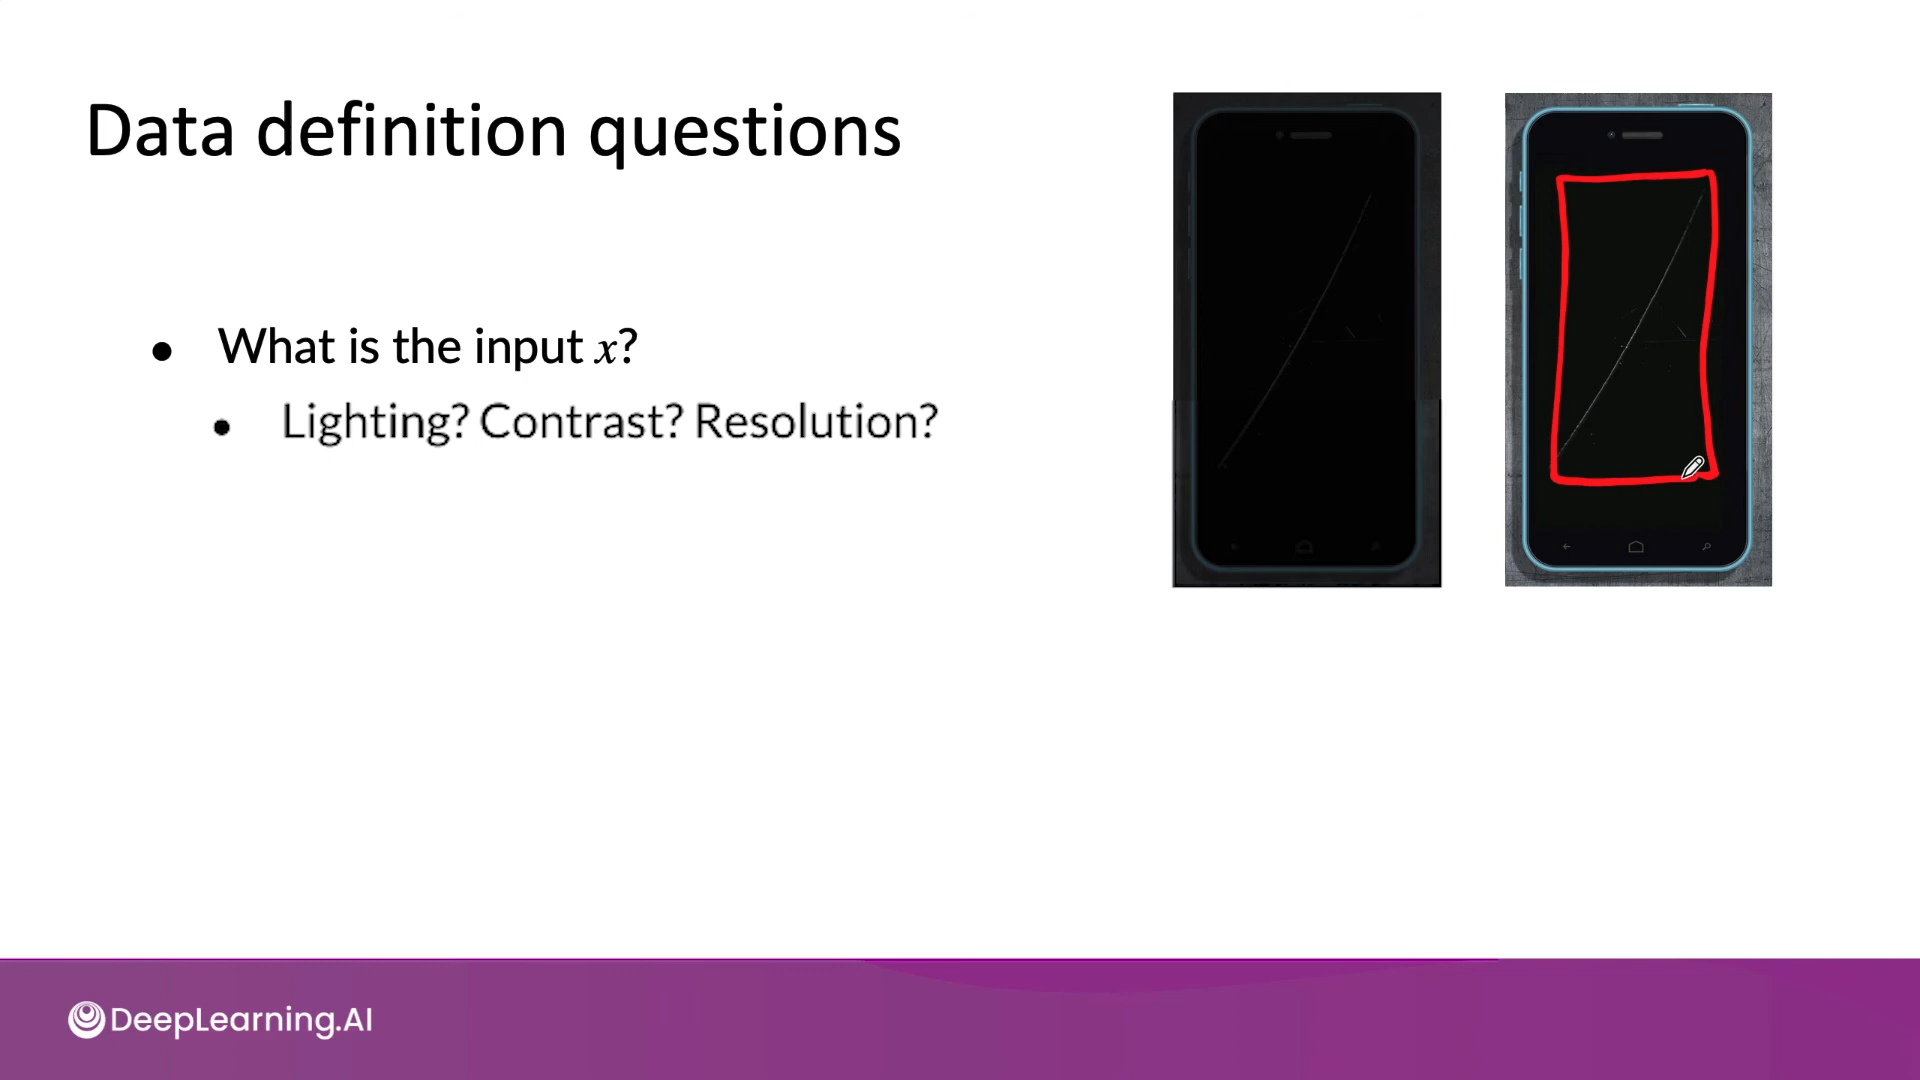 Data definition questions
What is the input x?
Lighting? Contrast? Resolution?
DeepLearning.AI